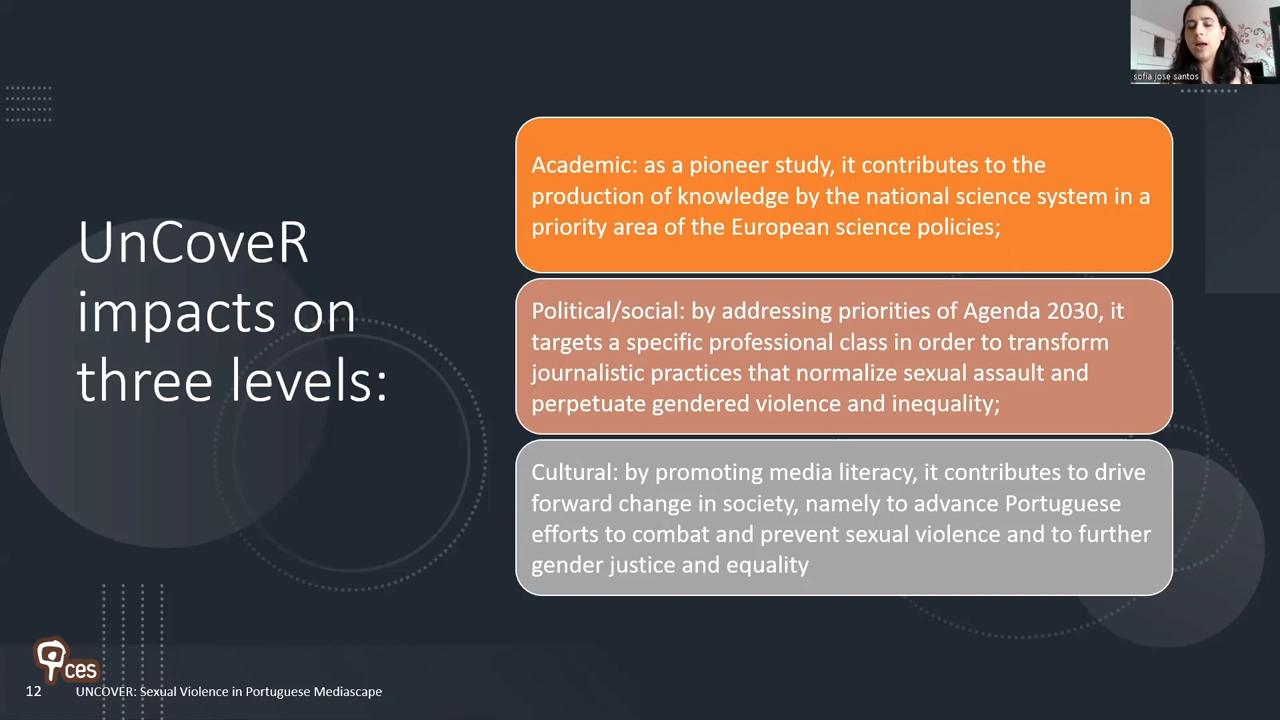 sofia jose santos
UnCoveR
impacts on
three levels:
Academic: as a pioneer study, it contributes to the
production of knowledge by the national science system in a
priority area of the European science policies;
Political/social: by addressing priorities of Agenda 2030, it
targets a specific professional class in order to transform
journalistic practices that normalize sexual assault and
perpetuate gendered violence and inequality;
Cultural: by promoting media literacy, it contributes to drive
forward change in society, namely to advance Portuguese
efforts to combat and prevent sexual violence and to further
gender justice and equality
ces
12
UNCOVER: Sexual Violence in Portuguese Mediascape